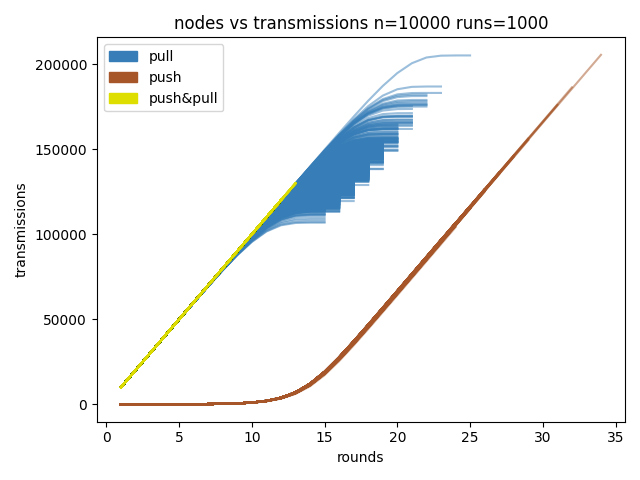 nodes vs transmissions n=10000 runs=1000
pull
push
push&pull
transmissions
200000
150000
100000
50000
0
0 5 10 15 20 25 30 35
rounds